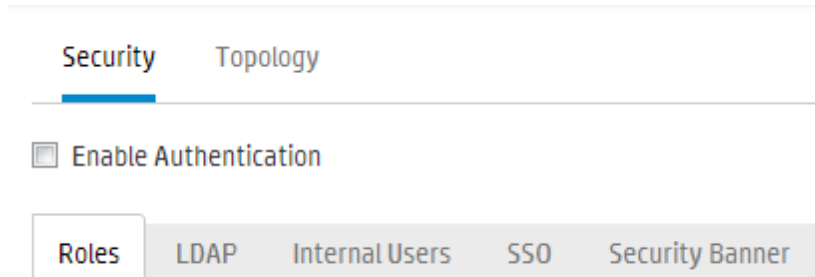 Security Topology
Enable Authentication
Roles LDAP Internal Users SSO Security Banner